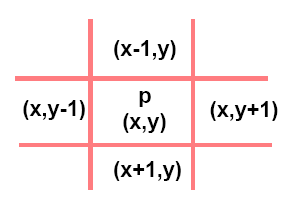 (x-1,y)
(x,y-1)
p
(x,y)
(x,y+1)
(x+1,y)